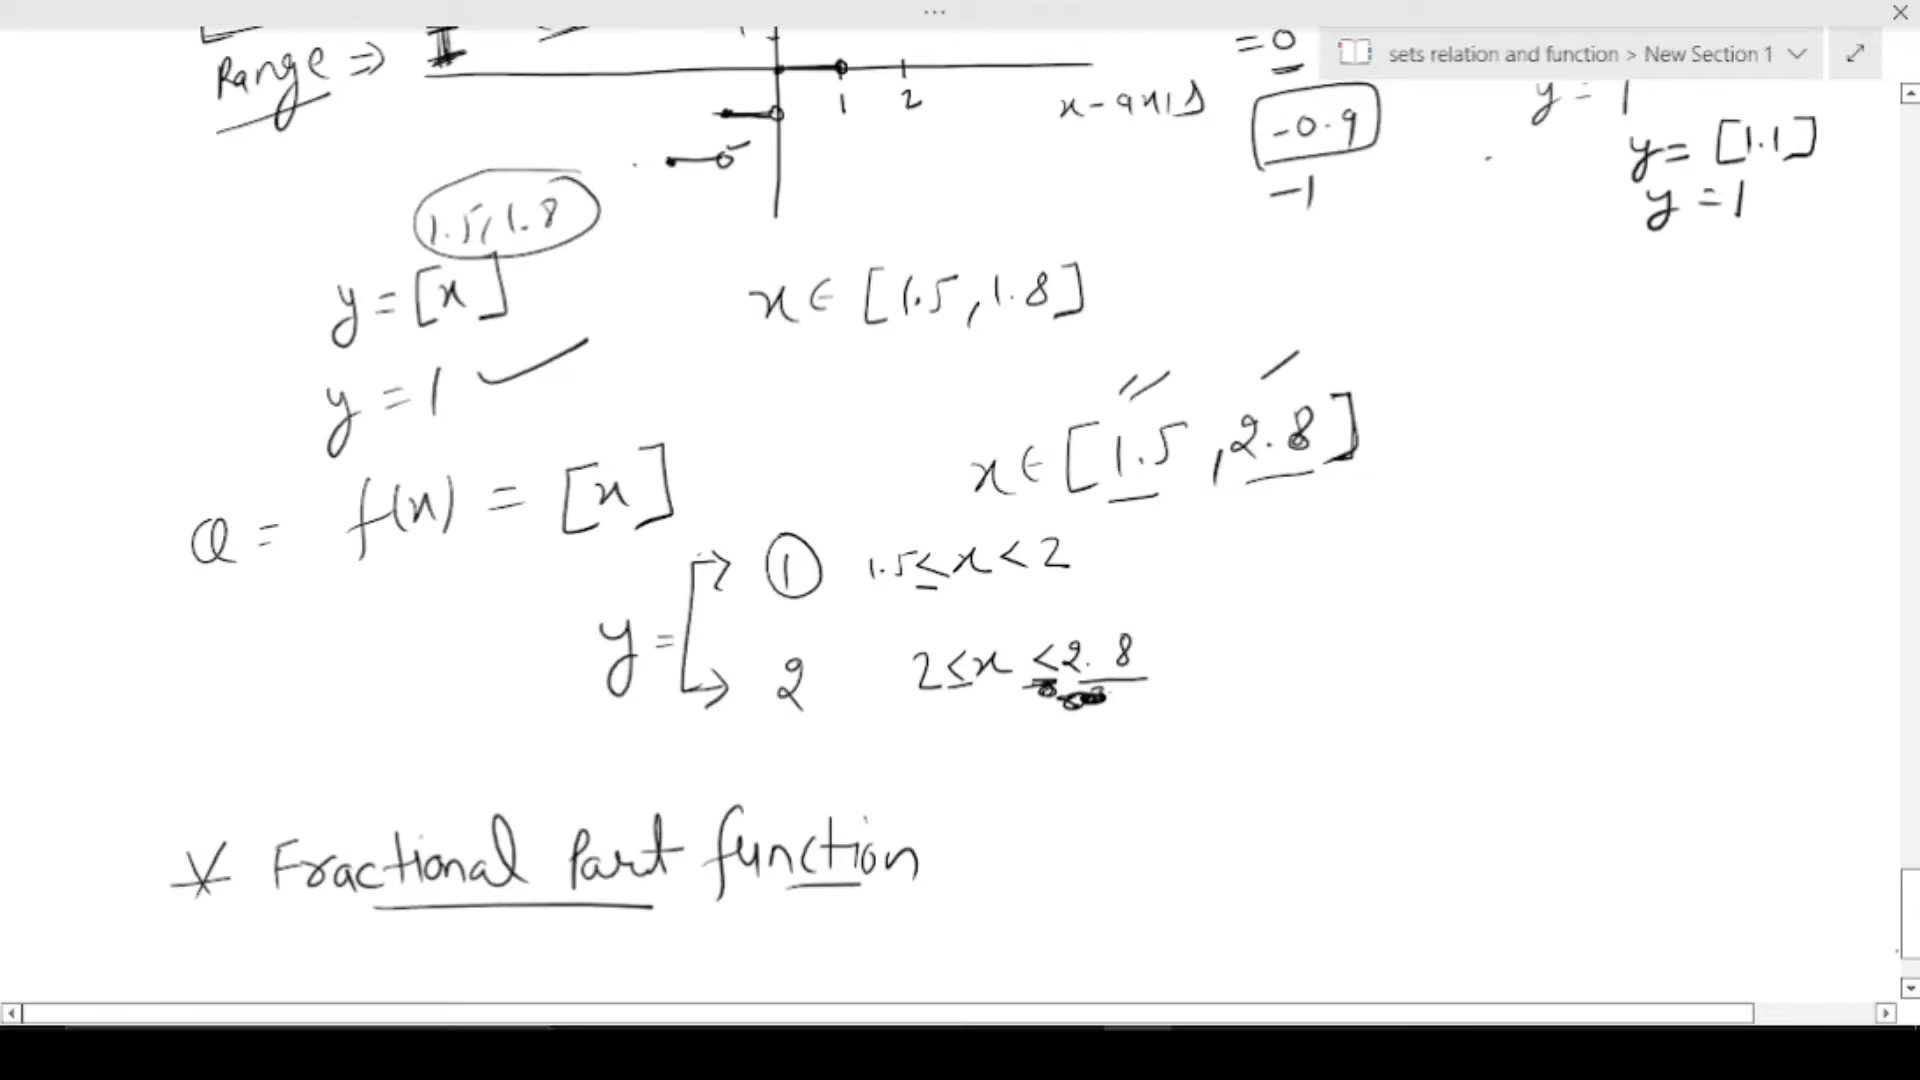 sets relation and function > New Section 1
Range ⇒ I
= 0
1 2
x-axis
-0.9
-1
y = 1
y = [1.1]
y = 1
1.5, 1.8
y = [x] x ∈ [1.5, 1.8]
y = 1
x ∈ [1.5, 2.8]
Q = f(x) = [x]
1 1.5 ≤ x < 2
y =
2 2 ≤ x ≤ 2.8
* Fractional Part function